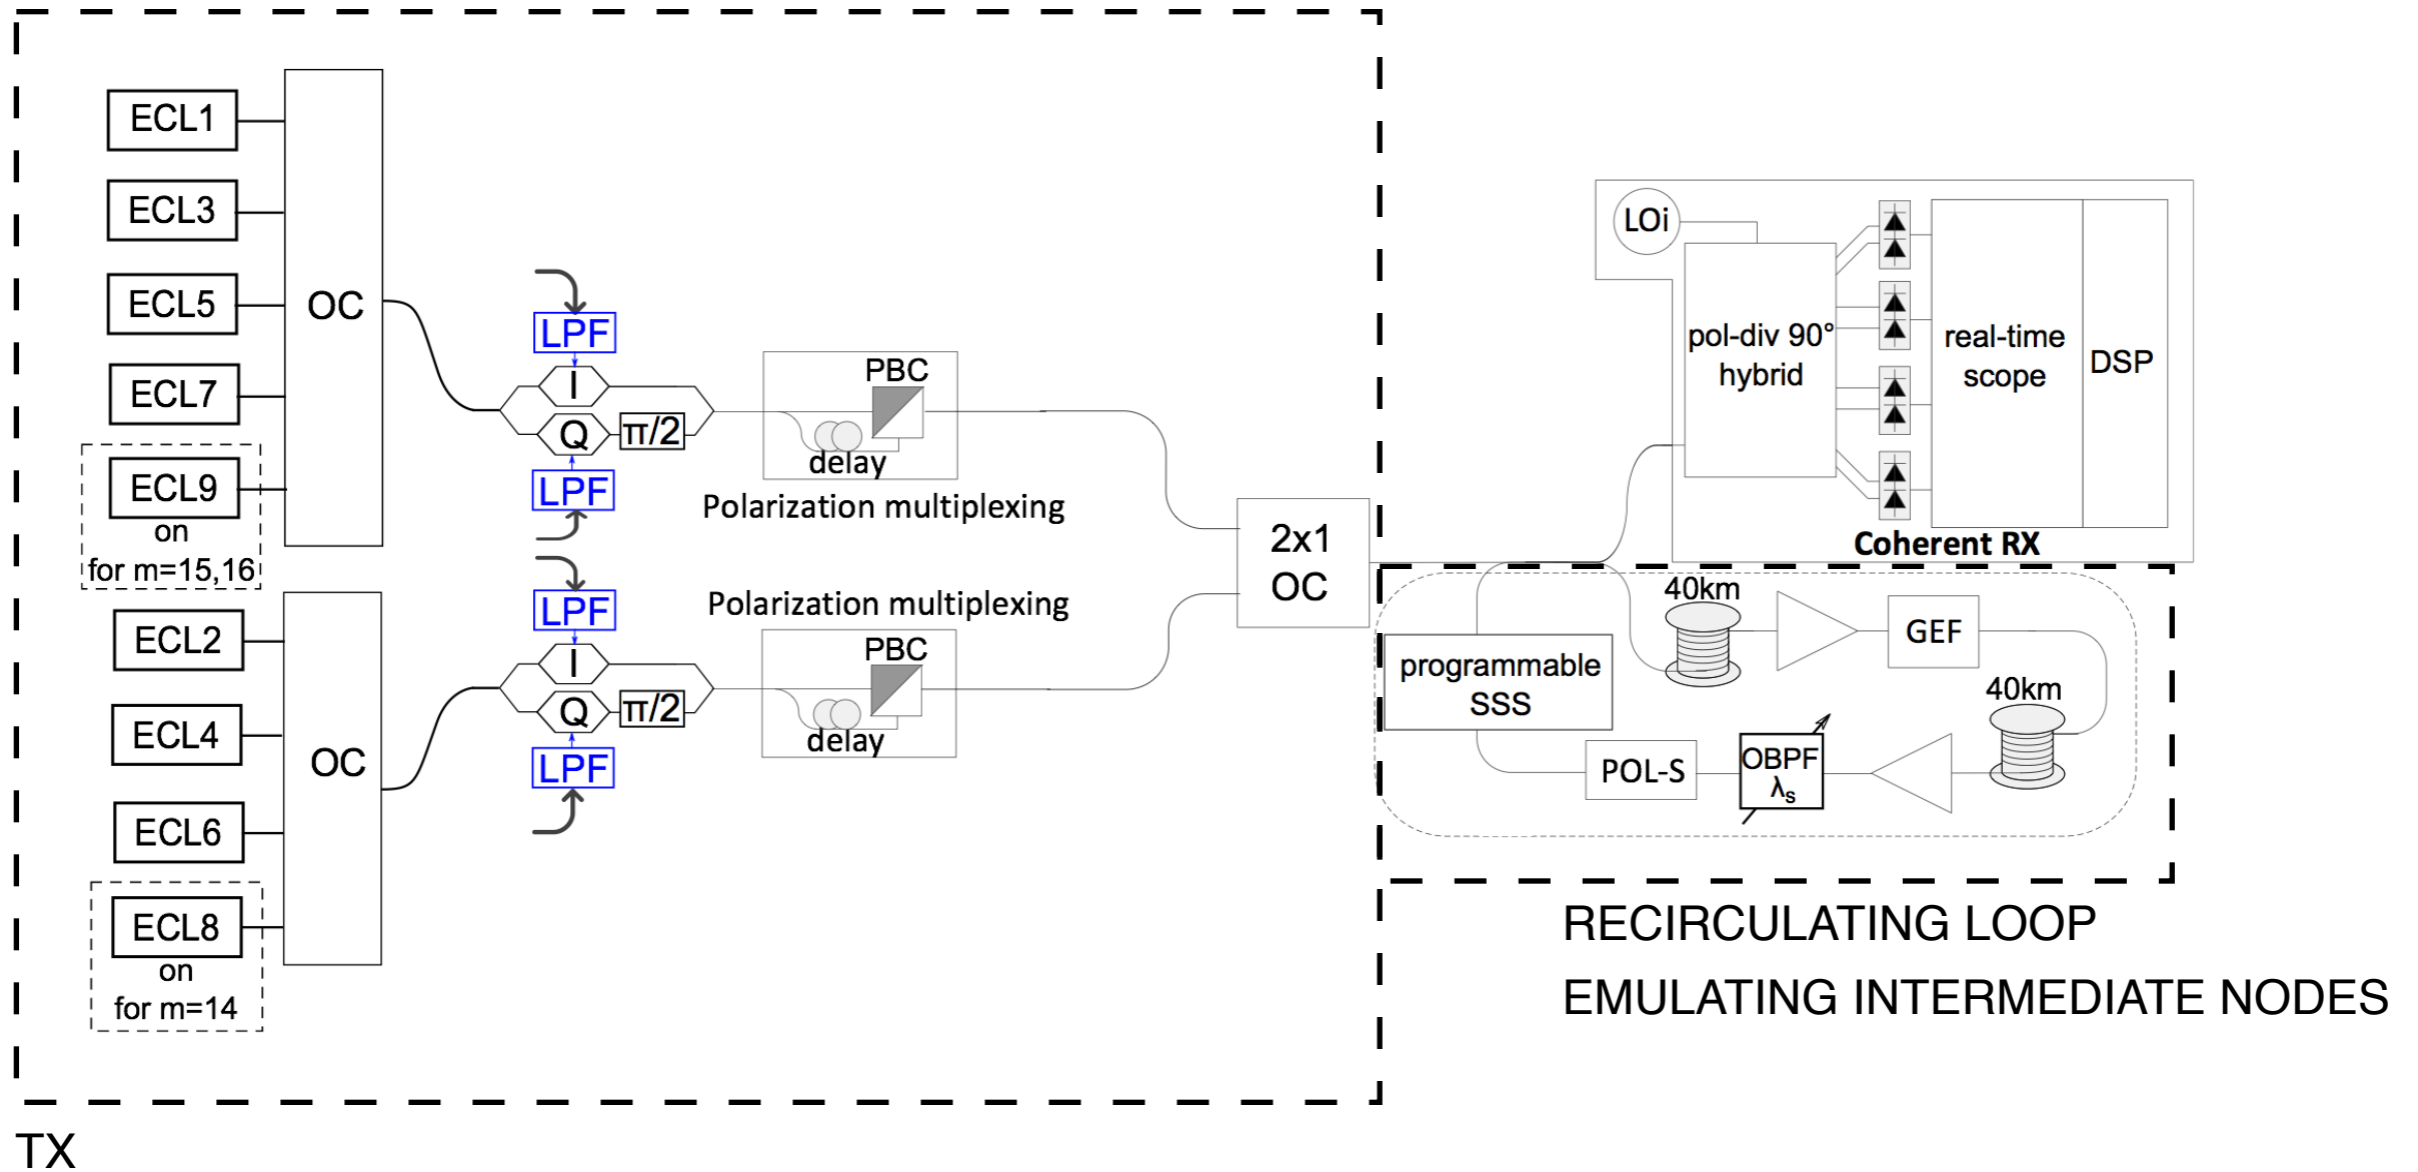 ECL1
ECL3
ECL5
ECL7
ECL9
on
for m=15,16
OC
ECL2
ECL4
ECL6
ECL8
on
for m=14
OC
LPF
I
Q
π/2
LPF
PBC
delay
Polarization multiplexing
LPF
I
Q
π/2
LPF
Polarization multiplexing
PBC
delay
2x1
OC
TX
LOi
pol-div 90°
hybrid
real-time
scope
DSP
Coherent RX
40km
GEF
40km
programmable
SSS
POL-S
OBPF
λs
RECIRCULATING LOOP
EMULATING INTERMEDIATE NODES